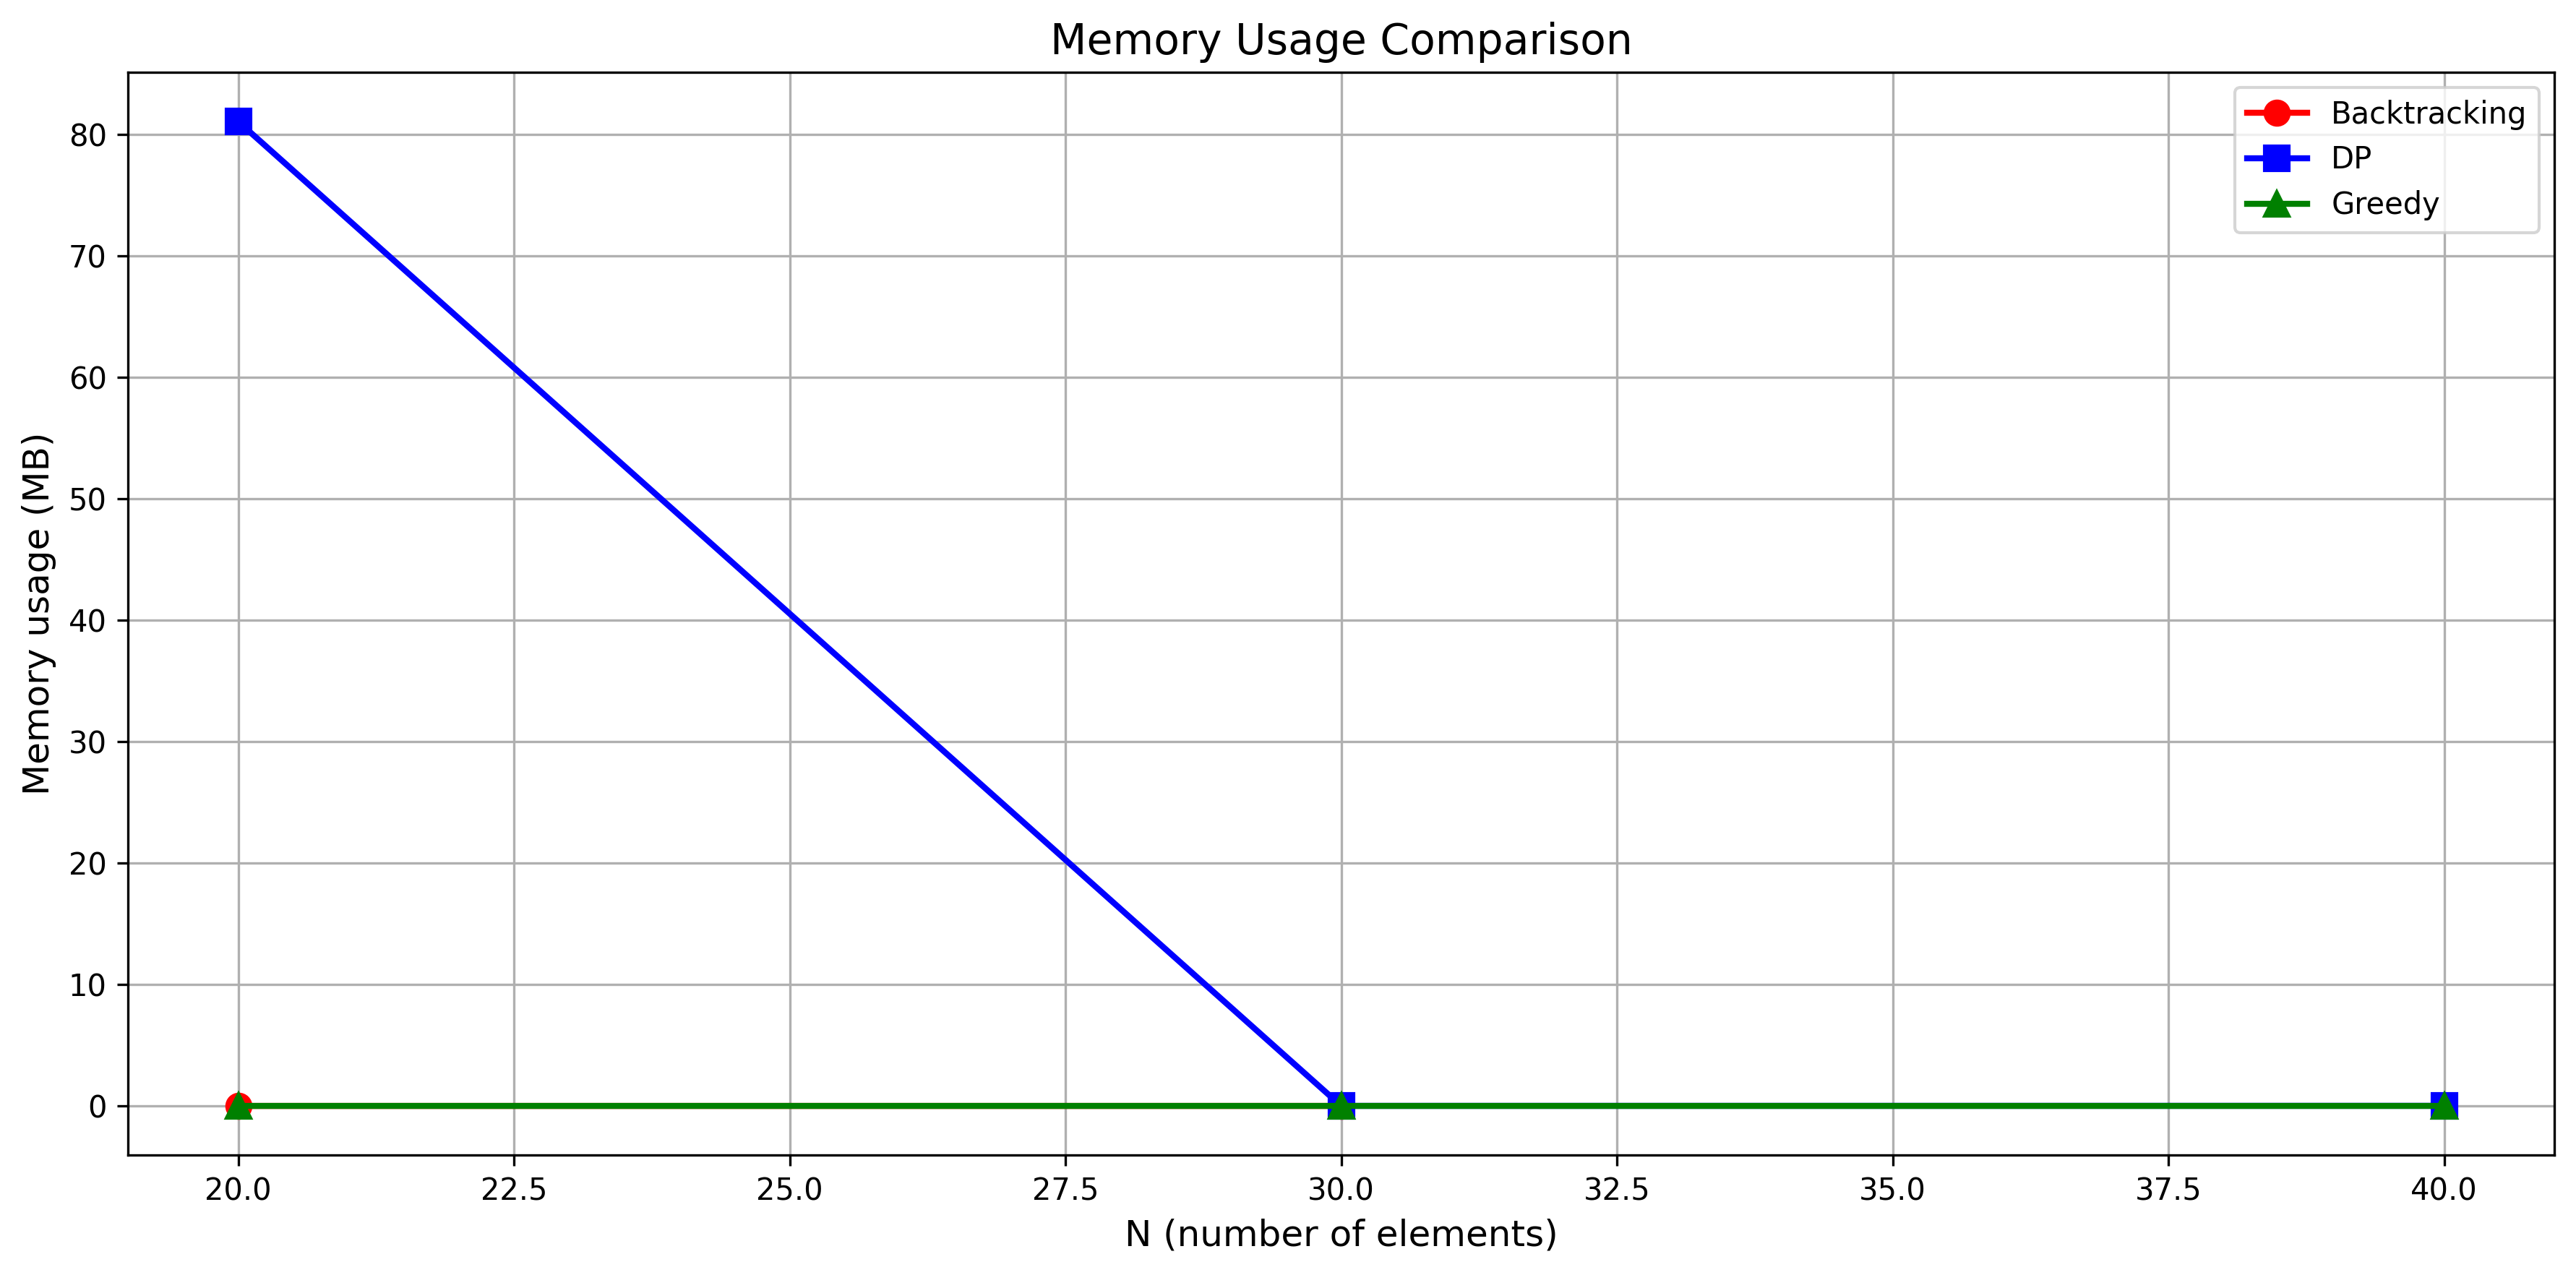 Memory Usage Comparison
Backtracking
DP
Greedy
Memory usage (MB)
80
70
60
50
40
30
20
10
0
20.0 22.5 25.0 27.5 30.0 32.5 35.0 37.5 40.0
N (number of elements)